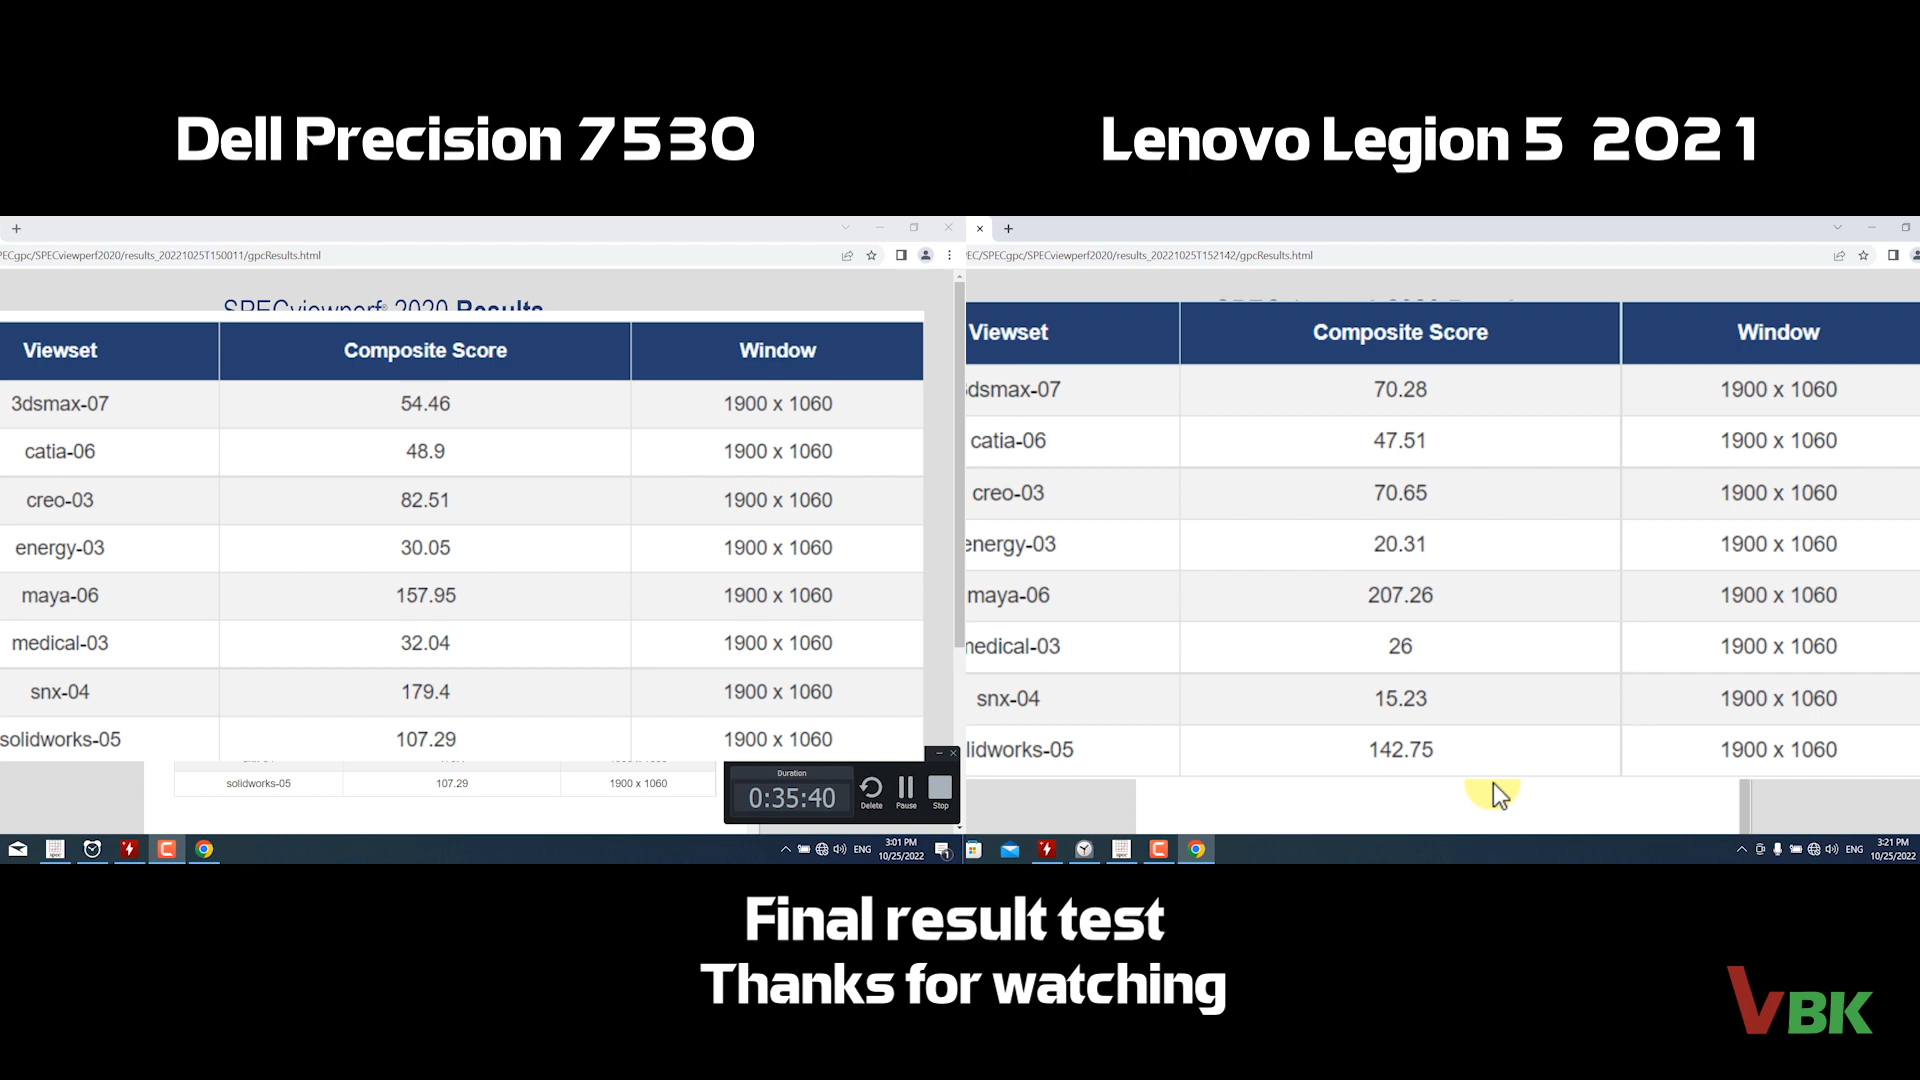 Dell Precision 7530
Lenovo Legion 5 2021
PECgpc/SPECviewperf2020/results_20221025T150011/gpcResults.html
SPECviewperf® 2020 Results
Viewset Composite Score Window
3dsmax-07 54.46 1900 x 1060
catia-06 48.9 1900 x 1060
creo-03 82.51 1900 x 1060
energy-03 30.05 1900 x 1060
maya-06 157.95 1900 x 1060
medical-03 32.04 1900 x 1060
snx-04 179.4 1900 x 1060
solidworks-05 107.29 1900 x 1060
solidworks-05 107.29 1900 x 1060
Duration
0:35:40
Delete Pause Stop
ENG 3:01 PM
10/25/2022 1
EC/SPECgpc/SPECviewperf2020/results_20221025T152142/gpcResults.html
Viewset Composite Score Window
dsmax-07 70.28 1900 x 1060
catia-06 47.51 1900 x 1060
creo-03 70.65 1900 x 1060
energy-03 20.31 1900 x 1060
maya-06 207.26 1900 x 1060
medical-03 26 1900 x 1060
snx-04 15.23 1900 x 1060
lidworks-05 142.75 1900 x 1060
ENG 3:21 PM
10/25/2022
Final result test
Thanks for watching
VBK